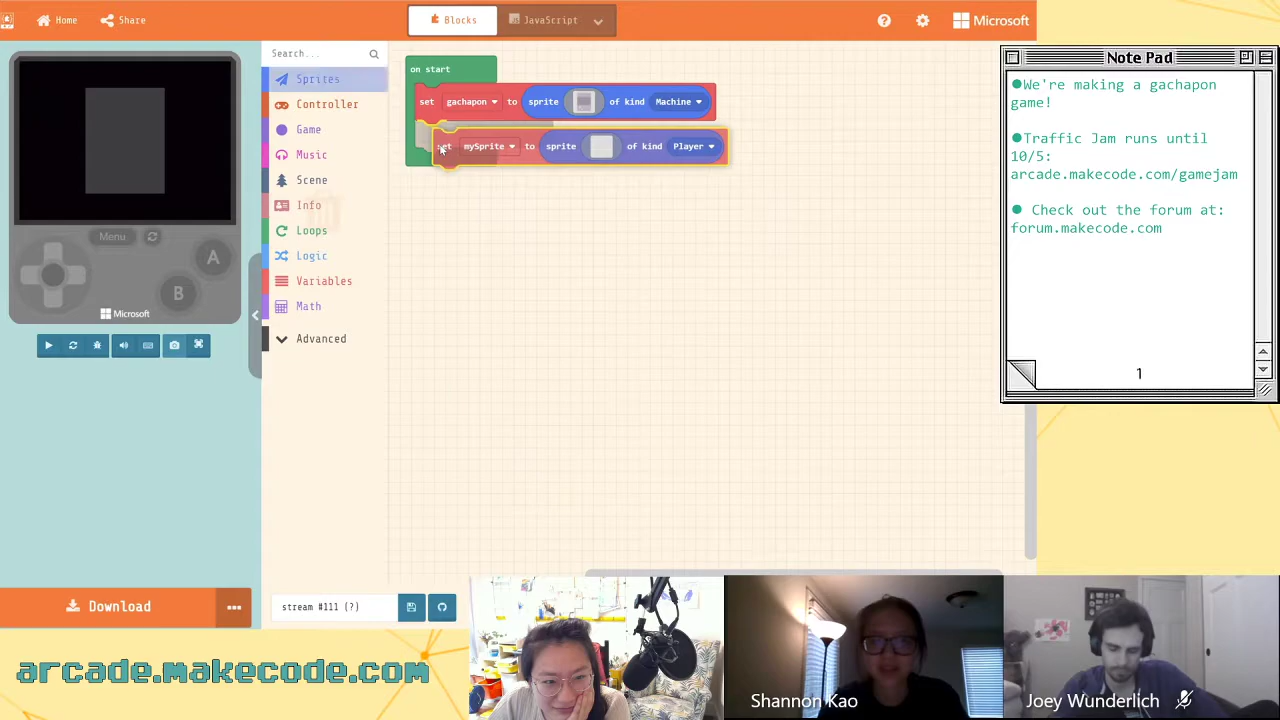 Home
Share
Blocks
JavaScript
Microsoft
Search...
Sprites
Controller
Game
Music
Scene
Info
Loops
Logic
Variables
Math
Advanced
on start
set gachapon to sprite of kind Machine
set mySprite to sprite of kind Player
Menu
A
B
Microsoft
Download
stream #111 (?)
Note Pad
●We're making a gachapon
game!
●Traffic Jam runs until
10/5:
arcade.makecode.com/gamejam
● Check out the forum at:
forum.makecode.com
1
arcade.makecode.com
Shannon Kao
Joey Wunderlich